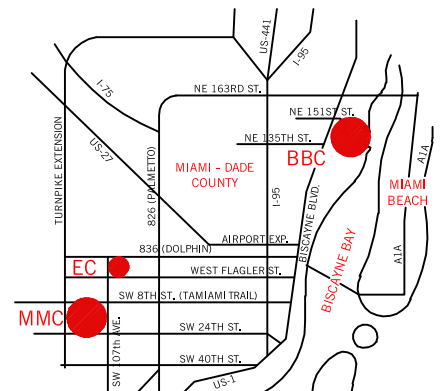 US-441
I-95
I-75
NE 163RD ST.
NE 151ST ST.
NE 135TH ST.
BBC
US-27
TURNPIKE EXTENSION
826 (PALMETTO)
MIAMI - DADE
COUNTY
I-95
BISCAYNE BLVD.
A1A
MIAMI
BEACH
A1A
BISCAYNE BAY
AIRPORT EXP.
836 (DOLPHIN)
EC
WEST FLAGLER ST.
SW 8TH ST. (TAMIAMI TRAIL)
MMC
SW 24TH ST.
SW 107th AVE.
SW 40TH ST.
US-1